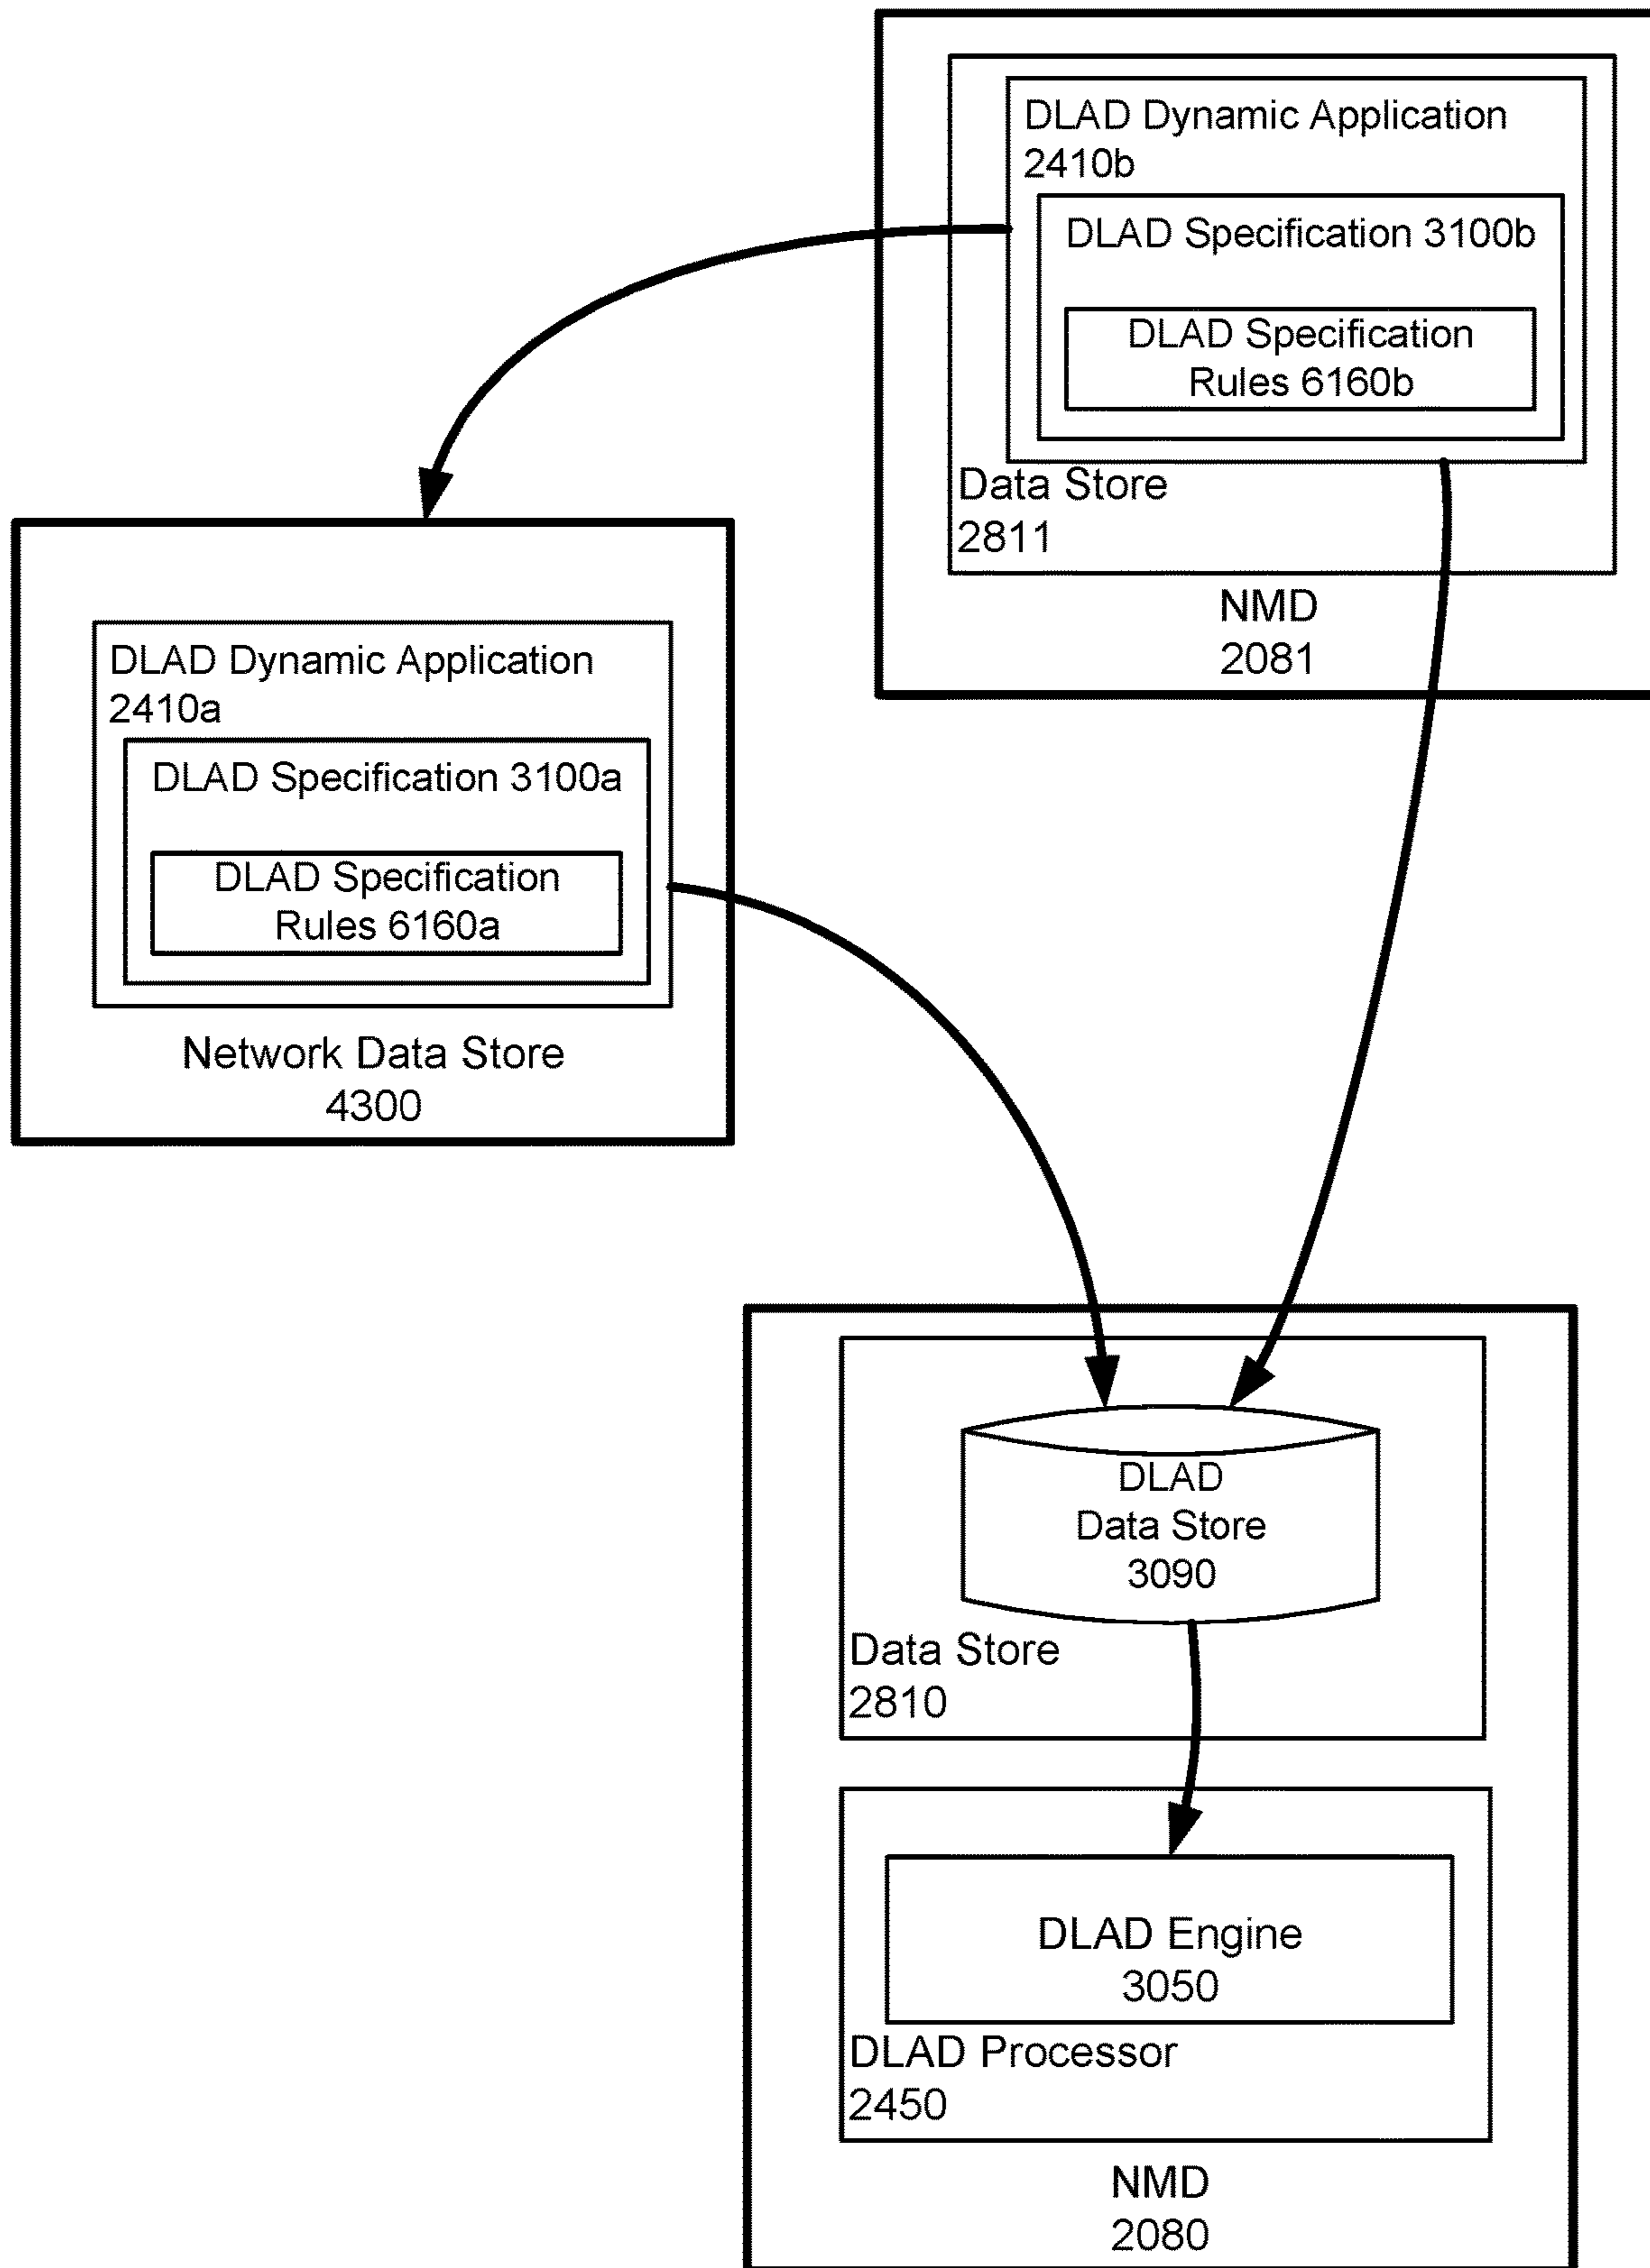 DLAD Dynamic Application
2410b
DLAD Specification 3100b
DLAD Specification
Rules 6160b
Data Store
2811
NMD
2081
DLAD Dynamic Application
2410a
DLAD Specification 3100a
DLAD Specification
Rules 6160a
Network Data Store
4300
DLAD
Data Store
3090
Data Store
2810
DLAD Engine
3050
DLAD Processor
2450
NMD
2080